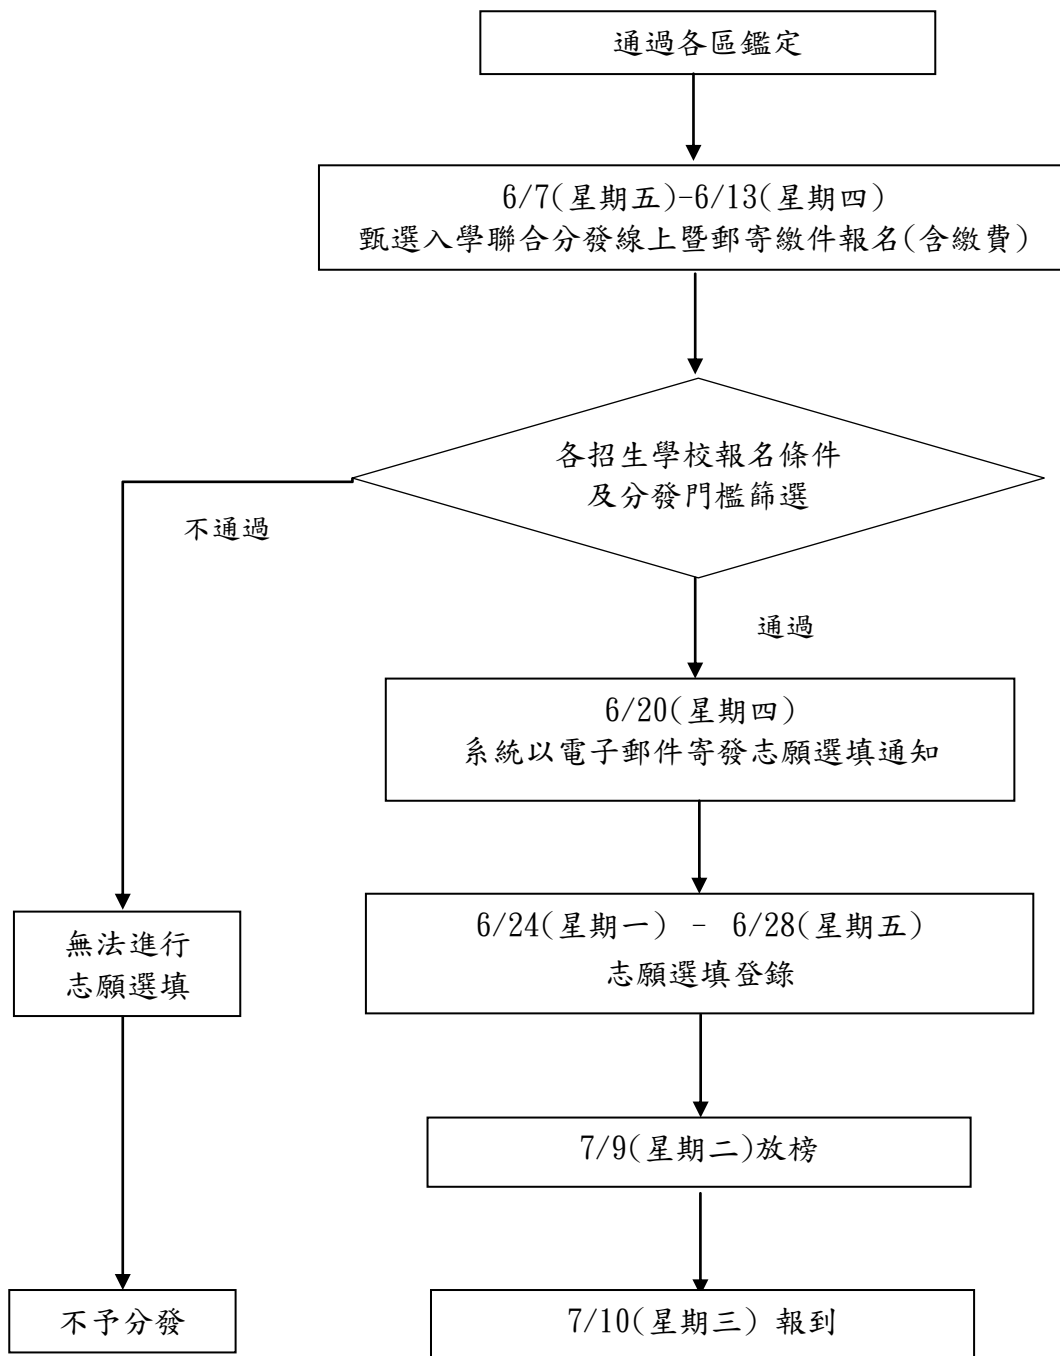 通過各區鑑定
6/7(星期五)-6/13(星期四)
甄選入學聯合分發線上暨郵寄繳件報名(含繳費)
各招生學校報名條件
及分發門檻篩選
不通過
通過
6/20(星期四)
系統以電子郵件寄發志願選填通知
6/24(星期一) - 6/28(星期五)
志願選填登錄
無法進行
志願選填
7/9(星期二)放榜
不予分發
7/10(星期三) 報到